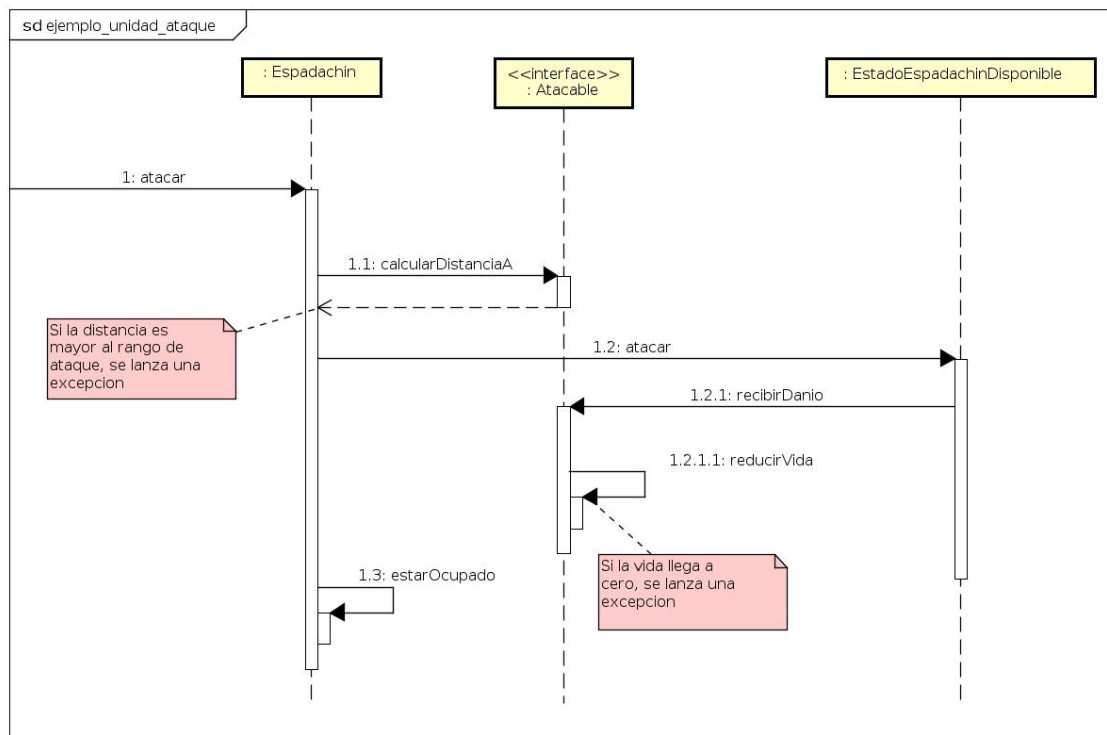 sd ejemplo_unidad_ataque
: Espadachin
<<interface>>
: Atacable
: EstadoEspadachinDisponible
1: atacar
1.1: calcularDistanciaA
Si la distancia es
mayor al rango de
ataque, se lanza una
excepcion
1.2: atacar
1.2.1: recibirDanio
1.2.1.1: reducirVida
Si la vida llega a
cero, se lanza una
excepcion
1.3: estarOcupado